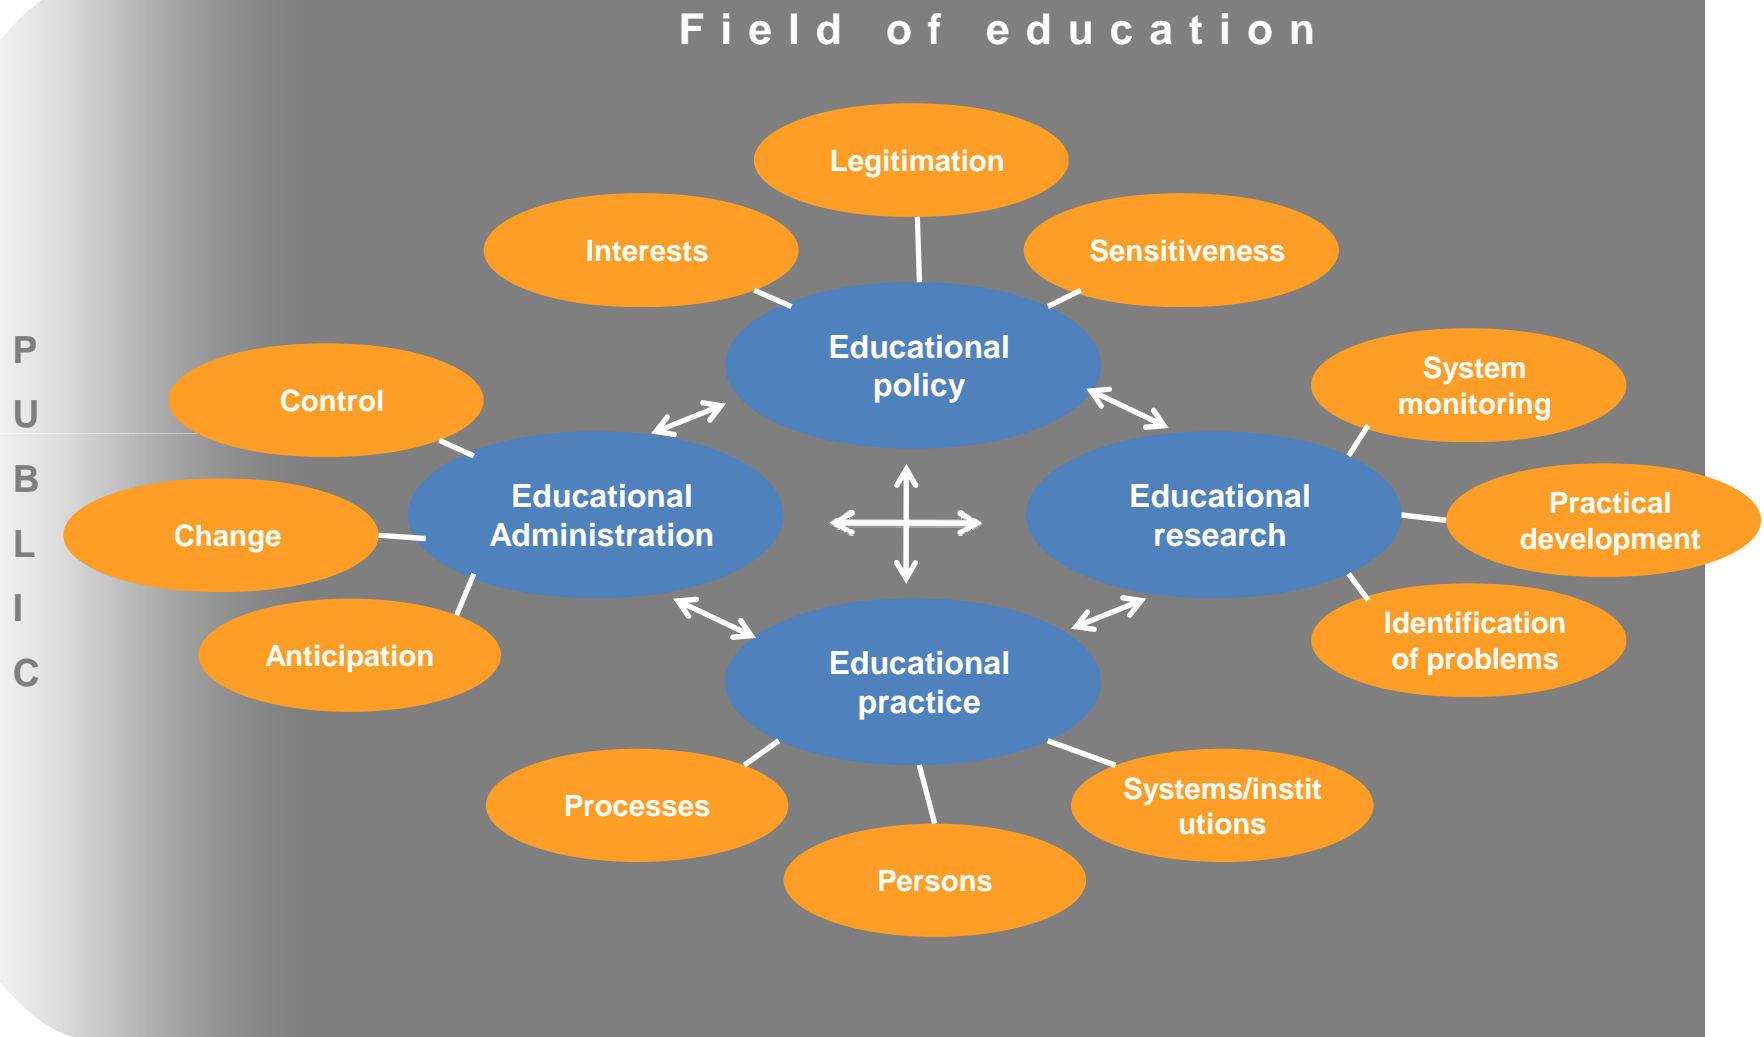 Field of education
Legitimation
Interests
Sensitiveness
Educational
policy
System
monitoring
Control
Educational
Administration
Educational
research
Practical
development
Change
Identification
of problems
Anticipation
Educational
practice
Processes
Systems/instit
utions
Persons
P
U
B
L
I
C